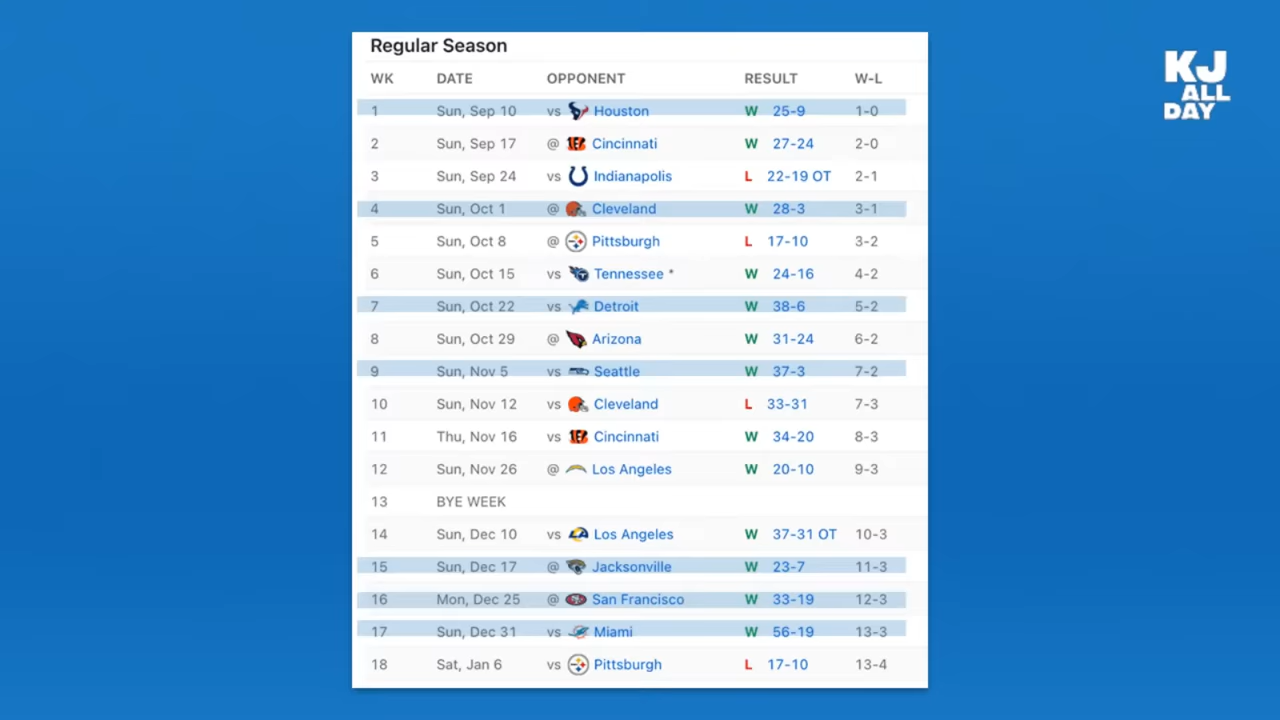 Regular Season
WK DATE OPPONENT RESULT W-L
1 Sun, Sep 10 vs Houston W 25-9 1-0
2 Sun, Sep 17 @ Cincinnati W 27-24 2-0
3 Sun, Sep 24 vs Indianapolis L 22-19 OT 2-1
4 Sun, Oct 1 @ Cleveland W 28-3 3-1
5 Sun, Oct 8 @ Pittsburgh L 17-10 3-2
6 Sun, Oct 15 vs Tennessee * W 24-16 4-2
7 Sun, Oct 22 vs Detroit W 38-6 5-2
8 Sun, Oct 29 @ Arizona W 31-24 6-2
9 Sun, Nov 5 vs Seattle W 37-3 7-2
10 Sun, Nov 12 vs Cleveland L 33-31 7-3
11 Thu, Nov 16 vs Cincinnati W 34-20 8-3
12 Sun, Nov 26 @ Los Angeles W 20-10 9-3
13 BYE WEEK
14 Sun, Dec 10 vs Los Angeles W 37-31 OT 10-3
15 Sun, Dec 17 @ Jacksonville W 23-7 11-3
16 Mon, Dec 25 @ San Francisco W 33-19 12-3
17 Sun, Dec 31 vs Miami W 56-19 13-3
18 Sat, Jan 6 vs Pittsburgh L 17-10 13-4
KJ
ALL
DAY